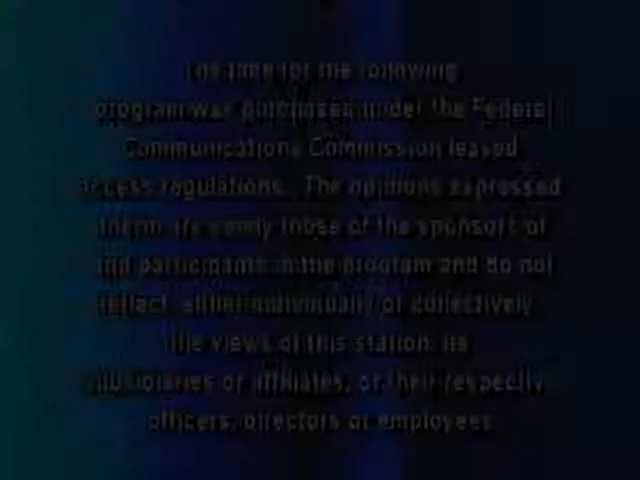 The time for the following
program was purchased under the Federal
Communications Commission leased
access regulations. The opinions expressed
therein are solely those of the sponsors of
and participants in the program and do not
reflect, either individually or collectively
the views of this station, its
subsidiaries or affiliates, or their respective
officers, directors or employees